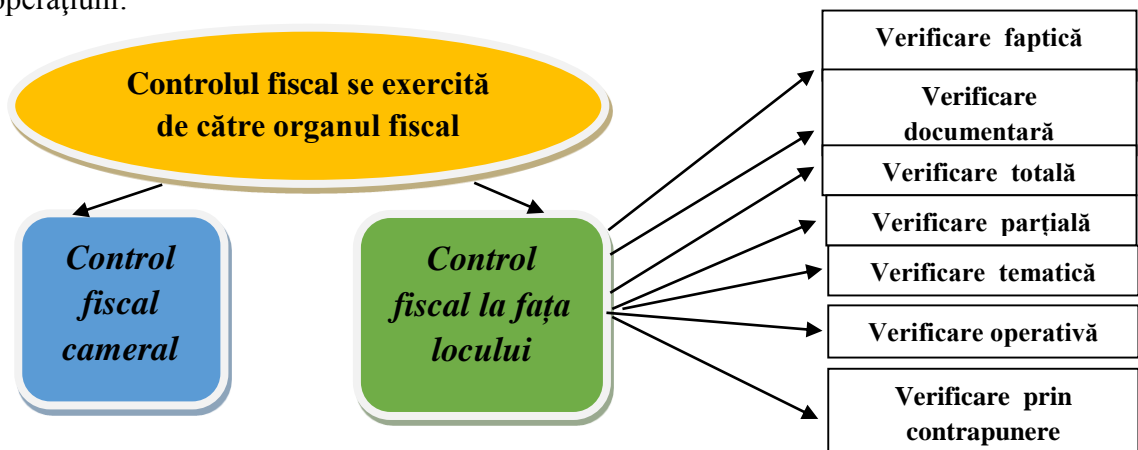 operațiuni.
Controlul fiscal se exercită
de către organul fiscal
Control
fiscal
cameral
Control
fiscal la fața
locului
Verificare faptică
Verificare
documentară
Verificare totală
Verificare parțială
Verificare tematică
Verificare operativă
Verificare prin
contrapunere